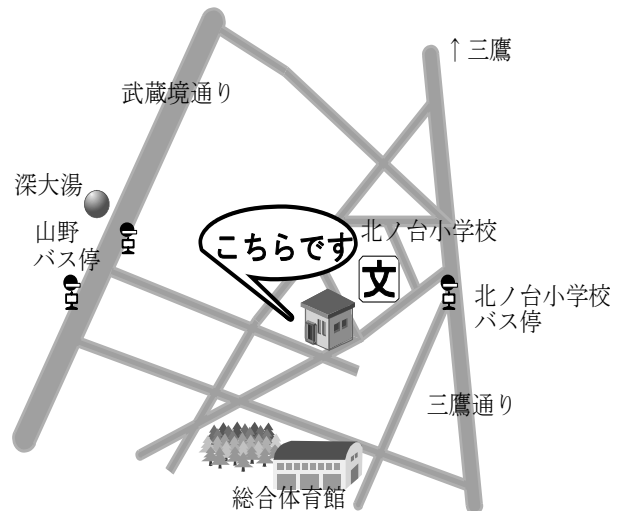 ↑三鷹
武蔵境通り
深大湯
山野
バス停
こちらです
北ノ台小学校
文
北ノ台小学校
バス停
三鷹通り
総合体育館